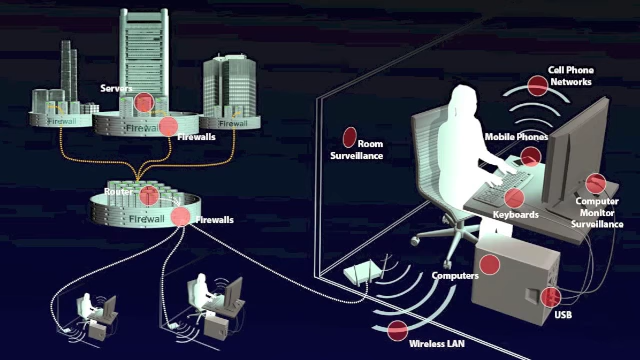 Servers
Firewall
Firewall
Firewall
Firewalls
Router
Firewall
Firewalls
Room
Surveillance
Cell Phone
Networks
Mobile Phones
Keyboards
Computer
Monitor
Surveillance
Computers
USB
Wireless LAN